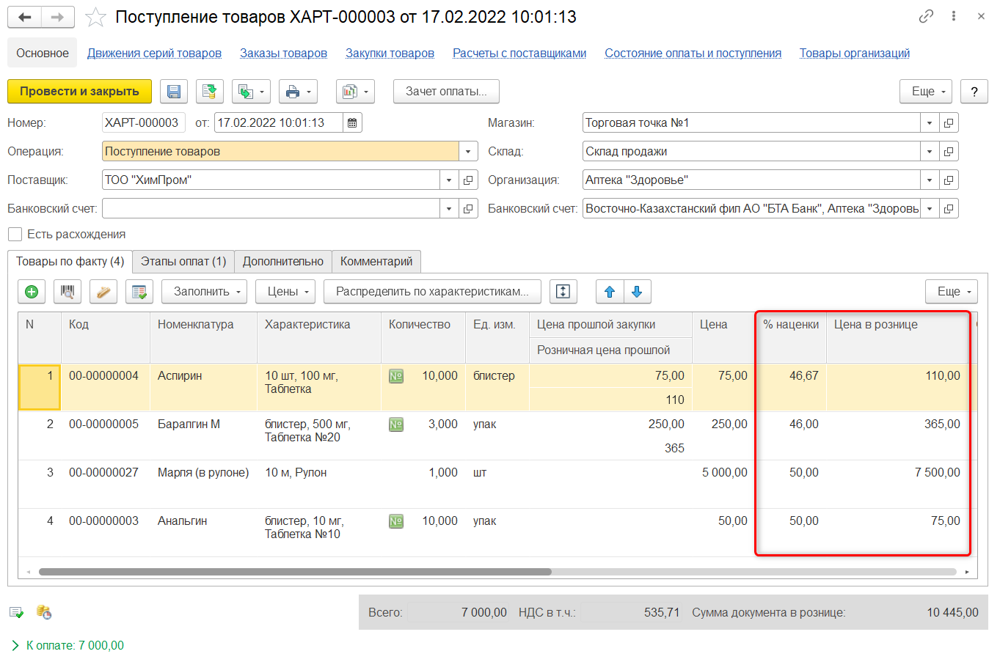 Поступление товаров ХАРТ-000003 от 17.02.2022 10:01:13
Основное Движения серий товаров Заказы товаров Закупки товаров Расчеты с поставщиками Состояние оплаты и поступления Товары организаций
Провести и закрыть Зачет оплаты... Еще ?
Номер: ХАРТ-000003 от: 17.02.2022 10:01:13 Магазин: Торговая точка №1
Операция: Поступление товаров Склад: Склад продажи
Поставщик: ТОО "ХимПром" Организация: Аптека "Здоровье"
Банковский счет: Банковский счет: Восточно-Казахстанский фил АО "БТА Банк", Аптека "Здоровь
Есть расхождения
Товары по факту (4) Этапы оплат (1) Дополнительно Комментарий
Заполнить Цены Распределить по характеристикам... Еще
N Код Номенклатура Характеристика Количество Ед. изм. Цена прошлой закупки Цена % наценки Цена в рознице
Розничная цена прошлой
1 00-00000004 Аспирин 10 шт, 100 мг, № 10,000 блистер 75,00 75,00 46,67 110,00
Таблетка
110
2 00-00000005 Баралгин М блистер, 500 мг, № 3,000 упак 250,00 250,00 46,00 365,00
Таблетка №20
365
3 00-00000027 Марля (в рулоне) 10 м, Рулон 1,000 шт 5 000,00 50,00 7 500,00
4 00-00000003 Анальгин блистер, 10 мг, № 10,000 упак 50,00 50,00 75,00
Таблетка №10
Всего: 7 000,00 НДС в т.ч.: 535,71 Сумма документа в рознице: 10 445,00
К оплате: 7 000,00